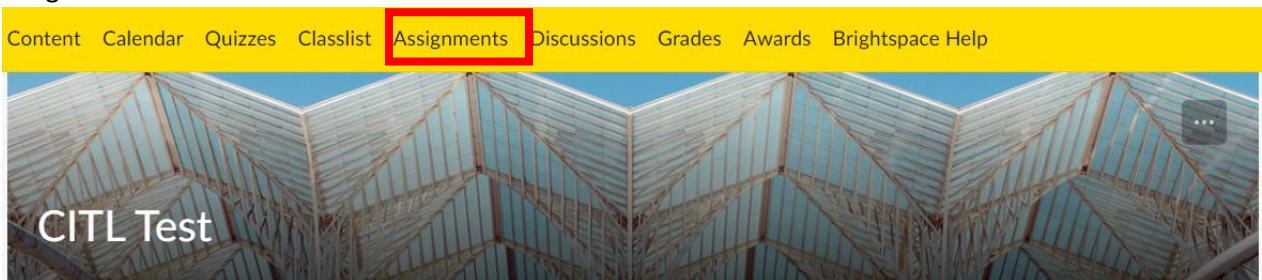 Content Calendar Quizzes Classlist Assignments Discussions Grades Awards Brightspace Help
...
CITL Test